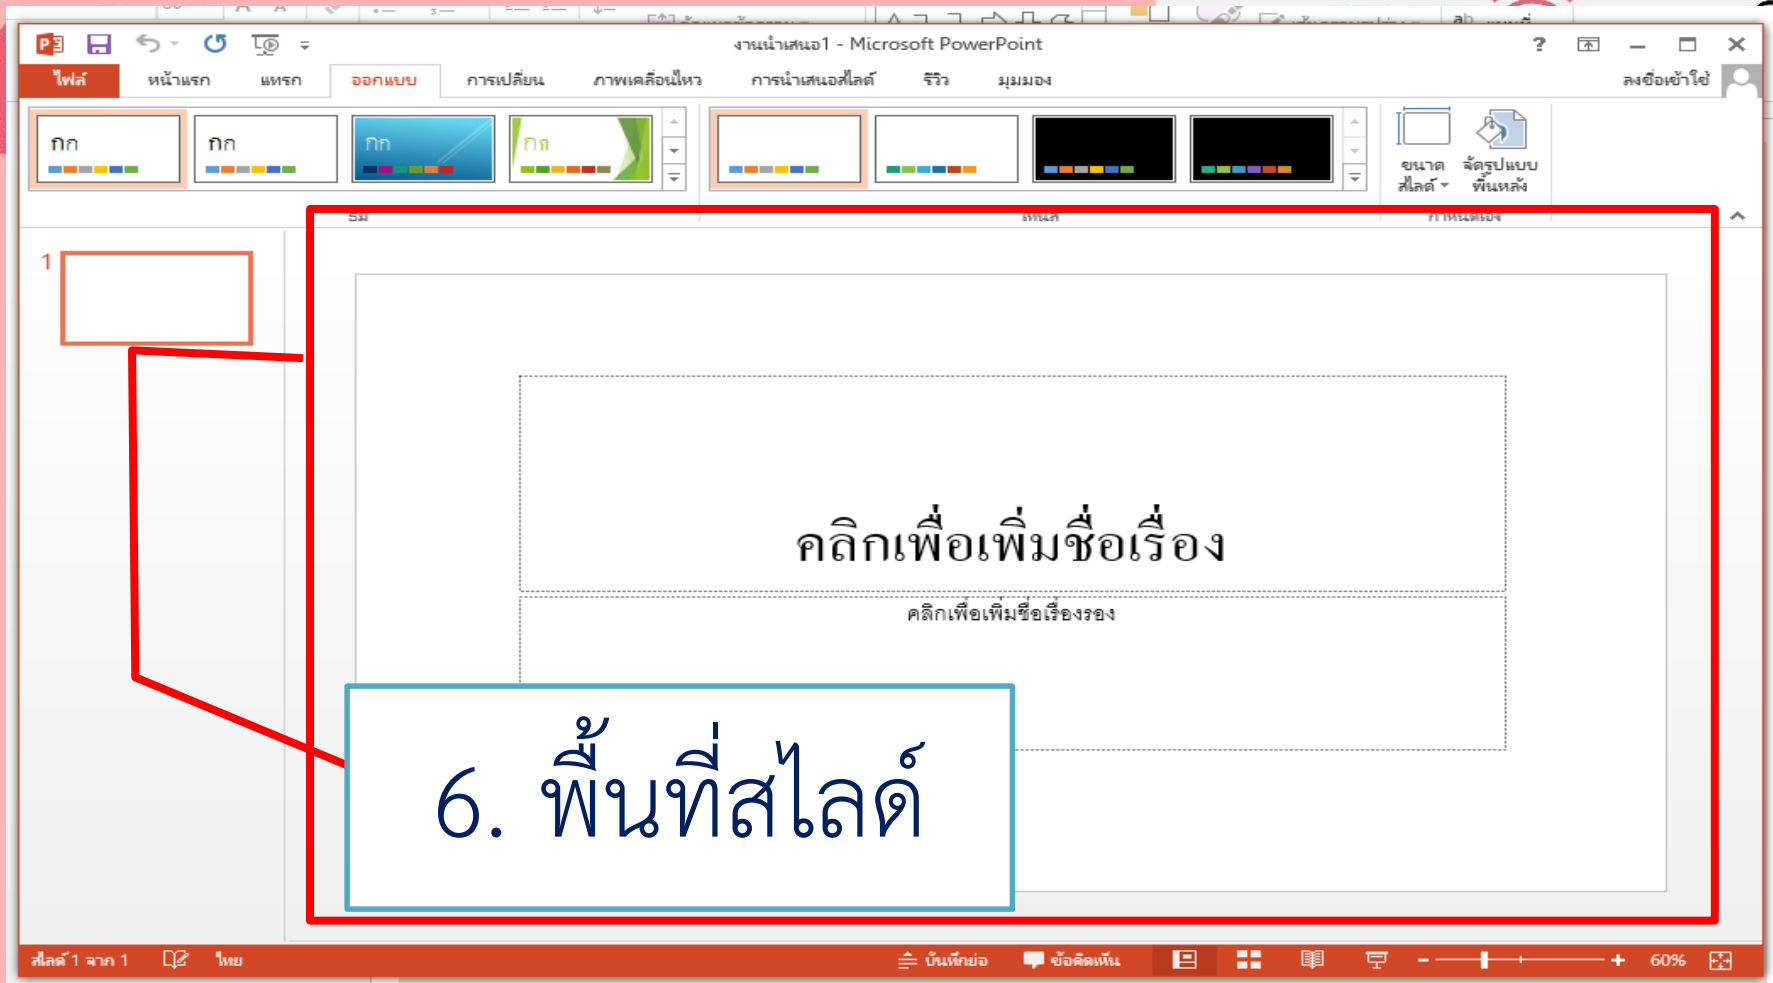 งานนำเสนอ1 - Microsoft PowerPoint
ไฟล์ หน้าแรก แทรก ออกแบบ การเปลี่ยน ภาพเคลื่อนไหว การนำเสนอสไลด์ รีวิว มุมมอง ลงชื่อเข้าใช้
กก กก กก กก
ขนาดสไลด์ จัดรูปแบบพื้นหลัง
กำหนดเอง
1
คลิกเพื่อเพิ่มชื่อเรื่อง
คลิกเพื่อเพิ่มชื่อเรื่องรอง
6. พื้นที่สไลด์
สไลด์ 1 จาก 1 ไทย บันทึกย่อ ข้อคิดเห็น 60%